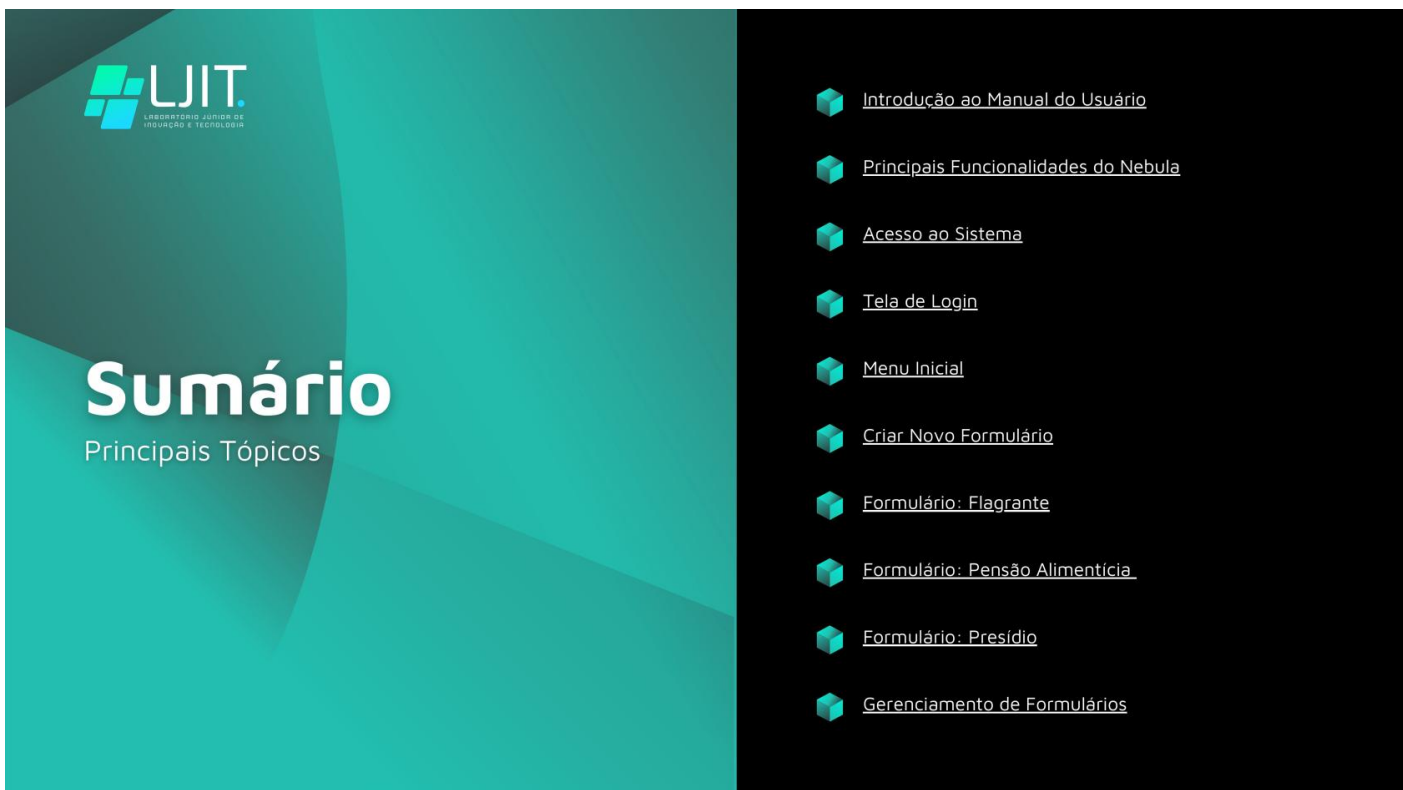 LJIT.
LABORATÓRIO JÚNIOR DE
INOVAÇÃO E TECNOLOGIA
Sumário
Principais Tópicos
Introdução ao Manual do Usuário
Principais Funcionalidades do Nebula
Acesso ao Sistema
Tela de Login
Menu Inicial
Criar Novo Formulário
Formulário: Flagrante
Formulário: Pensão Alimentícia
Formulário: Presídio
Gerenciamento de Formulários